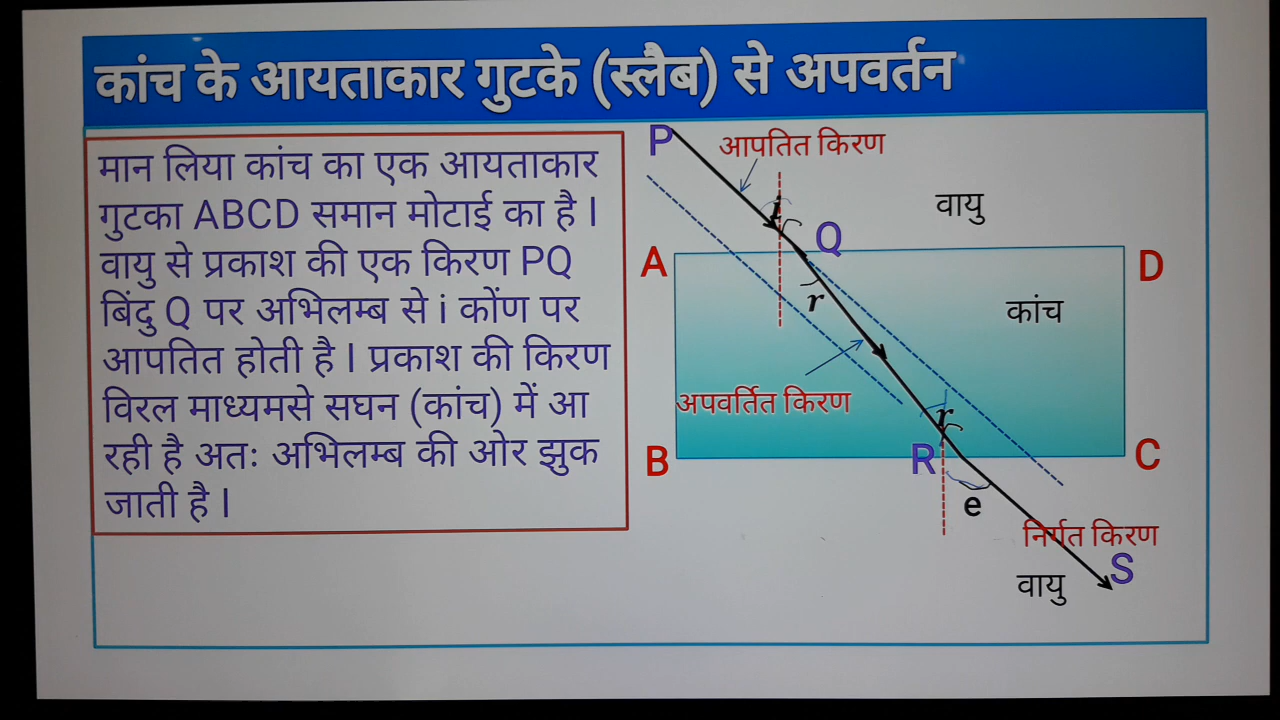 कांच के आयताकार गुटके (स्लैब) से अपवर्तन
मान लिया कांच का एक आयताकार
गुटका ABCD समान मोटाई का है I
वायु से प्रकाश की एक किरण PQ
बिंदु Q पर अभिलम्ब से i कोंण पर
आपतित होती है I प्रकाश की किरण
विरल माध्यमसे सघन (कांच) में आ
रही है अतः अभिलम्ब की ओर झुक
जाती है I
P
आपतित किरण
i
वायु
Q
A
D
r
कांच
अपवर्तित किरण
r
B
R
C
e
निर्गत किरण
S
वायु